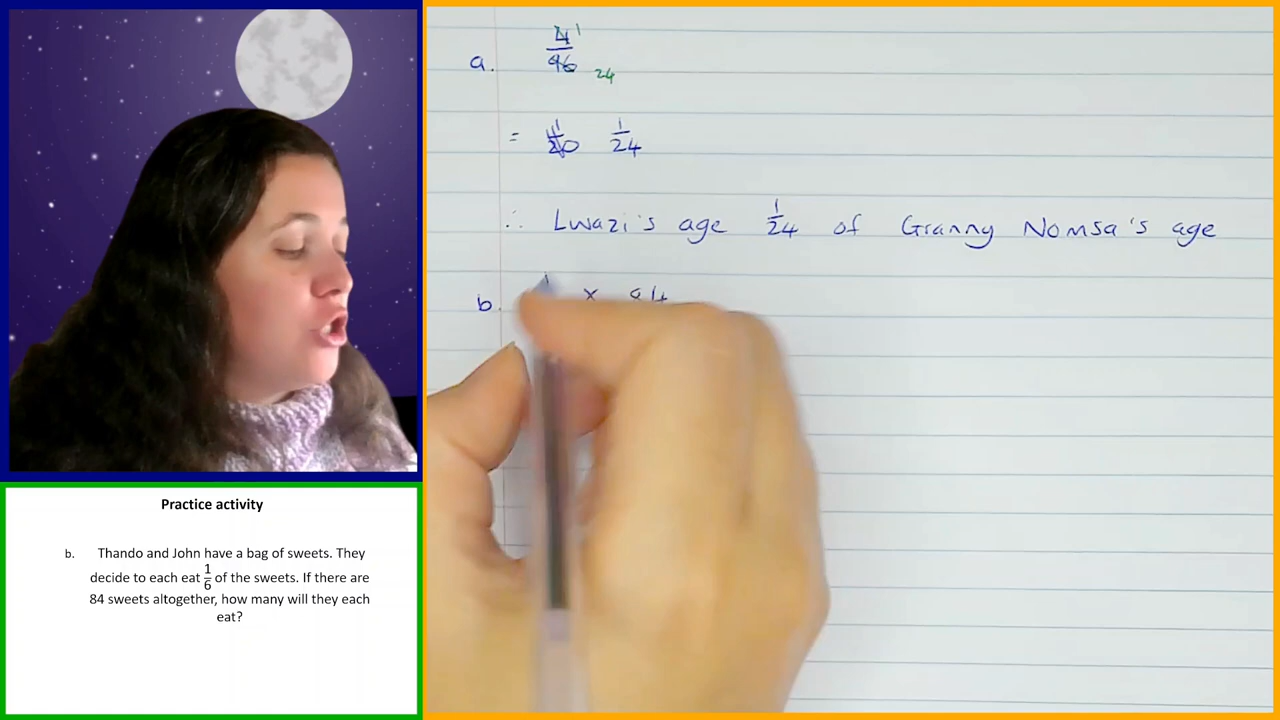 a. 4 1
96 24
= 1/24
∴ Lwazi's age 1/24 of Granny Nomsa's age
b. 1 x 84
Practice activity
b. Thando and John have a bag of sweets. They
decide to each eat 1/6 of the sweets. If there are
84 sweets altogether, how many will they each
eat?